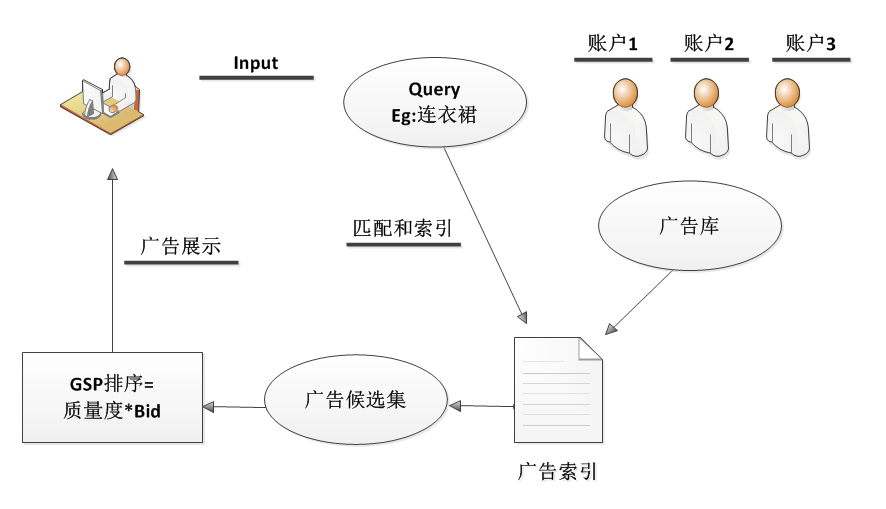 Input
Query
Eg:连衣裙
账户1
账户2
账户3
广告库
匹配和索引
广告展示
GSP排序=
质量度*Bid
广告候选集
广告索引